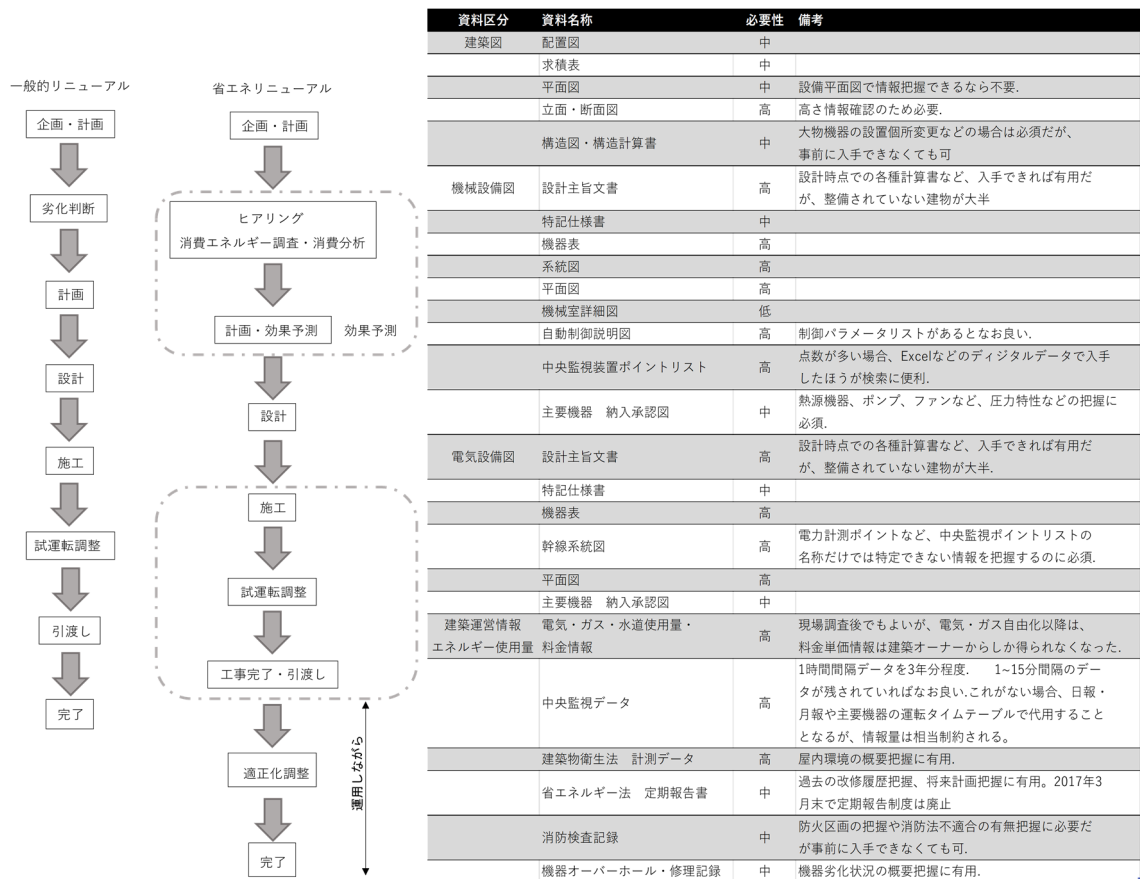 一般的リニューアル
企画・計画
劣化判断
計画
設計
施工
試運転調整
引渡し
完了
省エネリニューアル
企画・計画
ヒアリング
消費エネルギー調査・消費分析
計画・効果予測 効果予測
設計
施工
試運転調整
工事完了・引渡し
適正化調整
完了
運用しながら
資料区分 資料名称 必要性 備考
建築図 配置図 中
求積表 中
平面図 中 設備平面図で情報把握できるなら不要.
立面・断面図 高 高さ情報確認のため必要.
構造図・構造計算書 中 大物機器の設置個所変更などの場合は必須だが、
事前に入手できなくても可
機械設備図 設計主旨文書 高 設計時点での各種計算書など、入手できれば有用だ
が、整備されていない建物が大半
特記仕様書 中
機器表 高
系統図 高
平面図 高
機械室詳細図 低
自動制御説明図 高 制御パラメータリストがあるとなお良い.
中央監視装置ポイントリスト 高 点数が多い場合、Excelなどのディジタルデータで入手
したほうが検索に便利.
主要機器　納入承認図 中 熱源機器、ポンプ、ファンなど、圧力特性などの把握に
必須.
電気設備図 設計主旨文書 高 設計時点での各種計算書など、入手できれば有用だ
が、整備されていない建物が大半.
特記仕様書 中
機器表 高
幹線系統図 高 電力計測ポイントなど、中央監視ポイントリストの
名称だけでは特定できない情報を把握するのに必須.
平面図 高
主要機器　納入承認図 中
建築運営情報 電気・ガス・水道使用量・ 高 現場調査後でもよいが、電気・ガス自由化以降は、
エネルギー使用量 料金情報 料金単価情報は建築オーナーからしか得られなくなった.
中央監視データ 高 1時間間隔データを3年分程度.　1~15分間隔のデー
タが残されていればなお良い.これがない場合、日報・
月報や主要機器の運転タイムテーブルで代用すること
となるが、情報量は相当制約される。
建築物衛生法　計測データ 高 屋内環境の概要把握に有用.
省エネルギー法　定期報告書 中 過去の改修履歴把握、将来計画把握に有用。2017年3
月末で定期報告制度は廃止
消防検査記録 中 防火区画の把握や消防法不適合の有無把握に必要だ
が事前に入手できなくても可.
機器オーバーホール・修理記録 中 機器劣化状況の概要把握に有用.